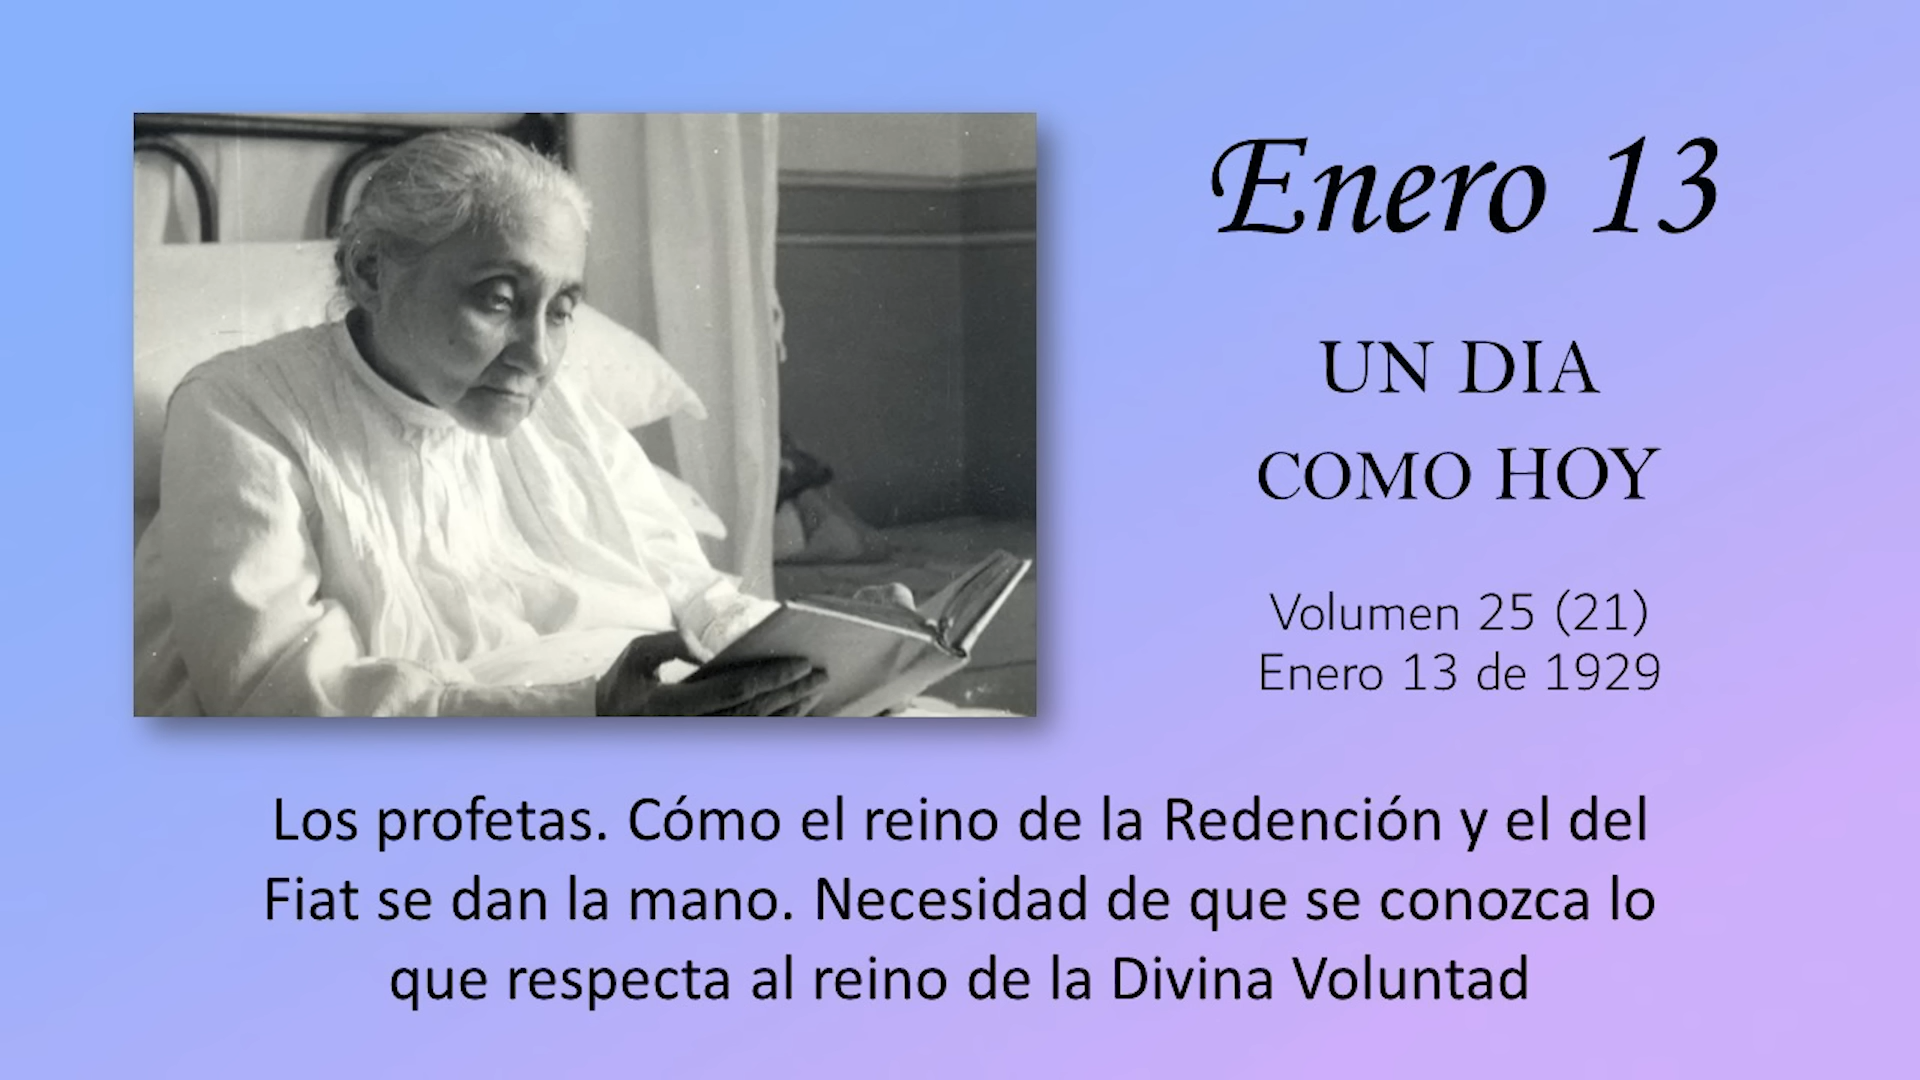 Enero 13
UN DIA
COMO HOY
Volumen 25 (21)
Enero 13 de 1929
Los profetas. Cómo el reino de la Redención y el del
Fiat se dan la mano. Necesidad de que se conozca lo
que respecta al reino de la Divina Voluntad